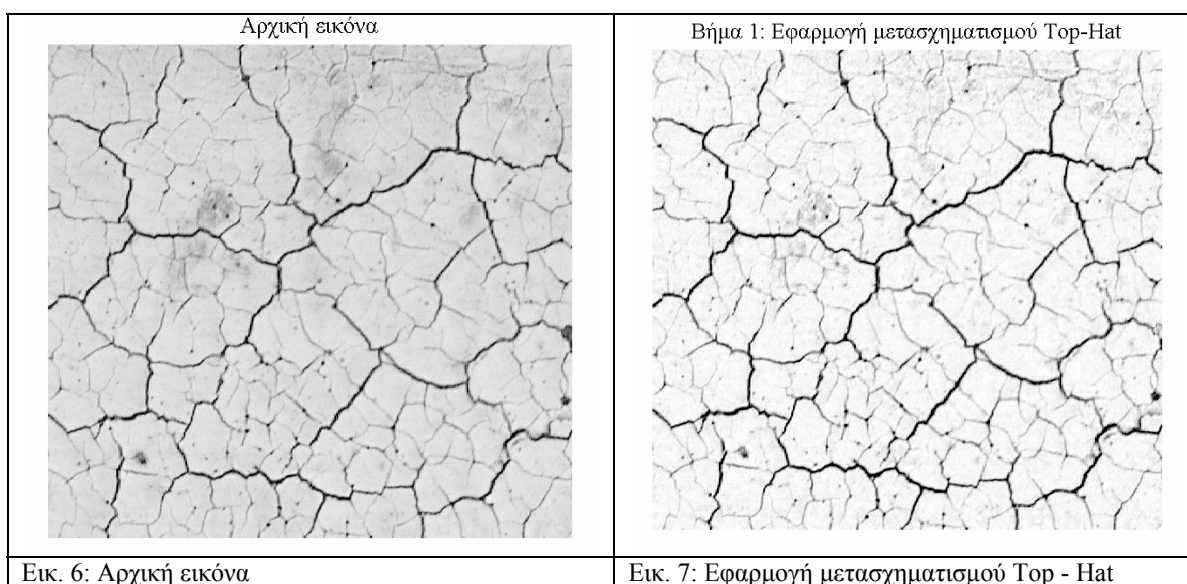 Αρχική εικόνα
Βήμα 1: Εφαρμογή μετασχηματισμού Top-Hat
Εικ. 6: Αρχική εικόνα
Εικ. 7: Εφαρμογή μετασχηματισμού Top - Hat